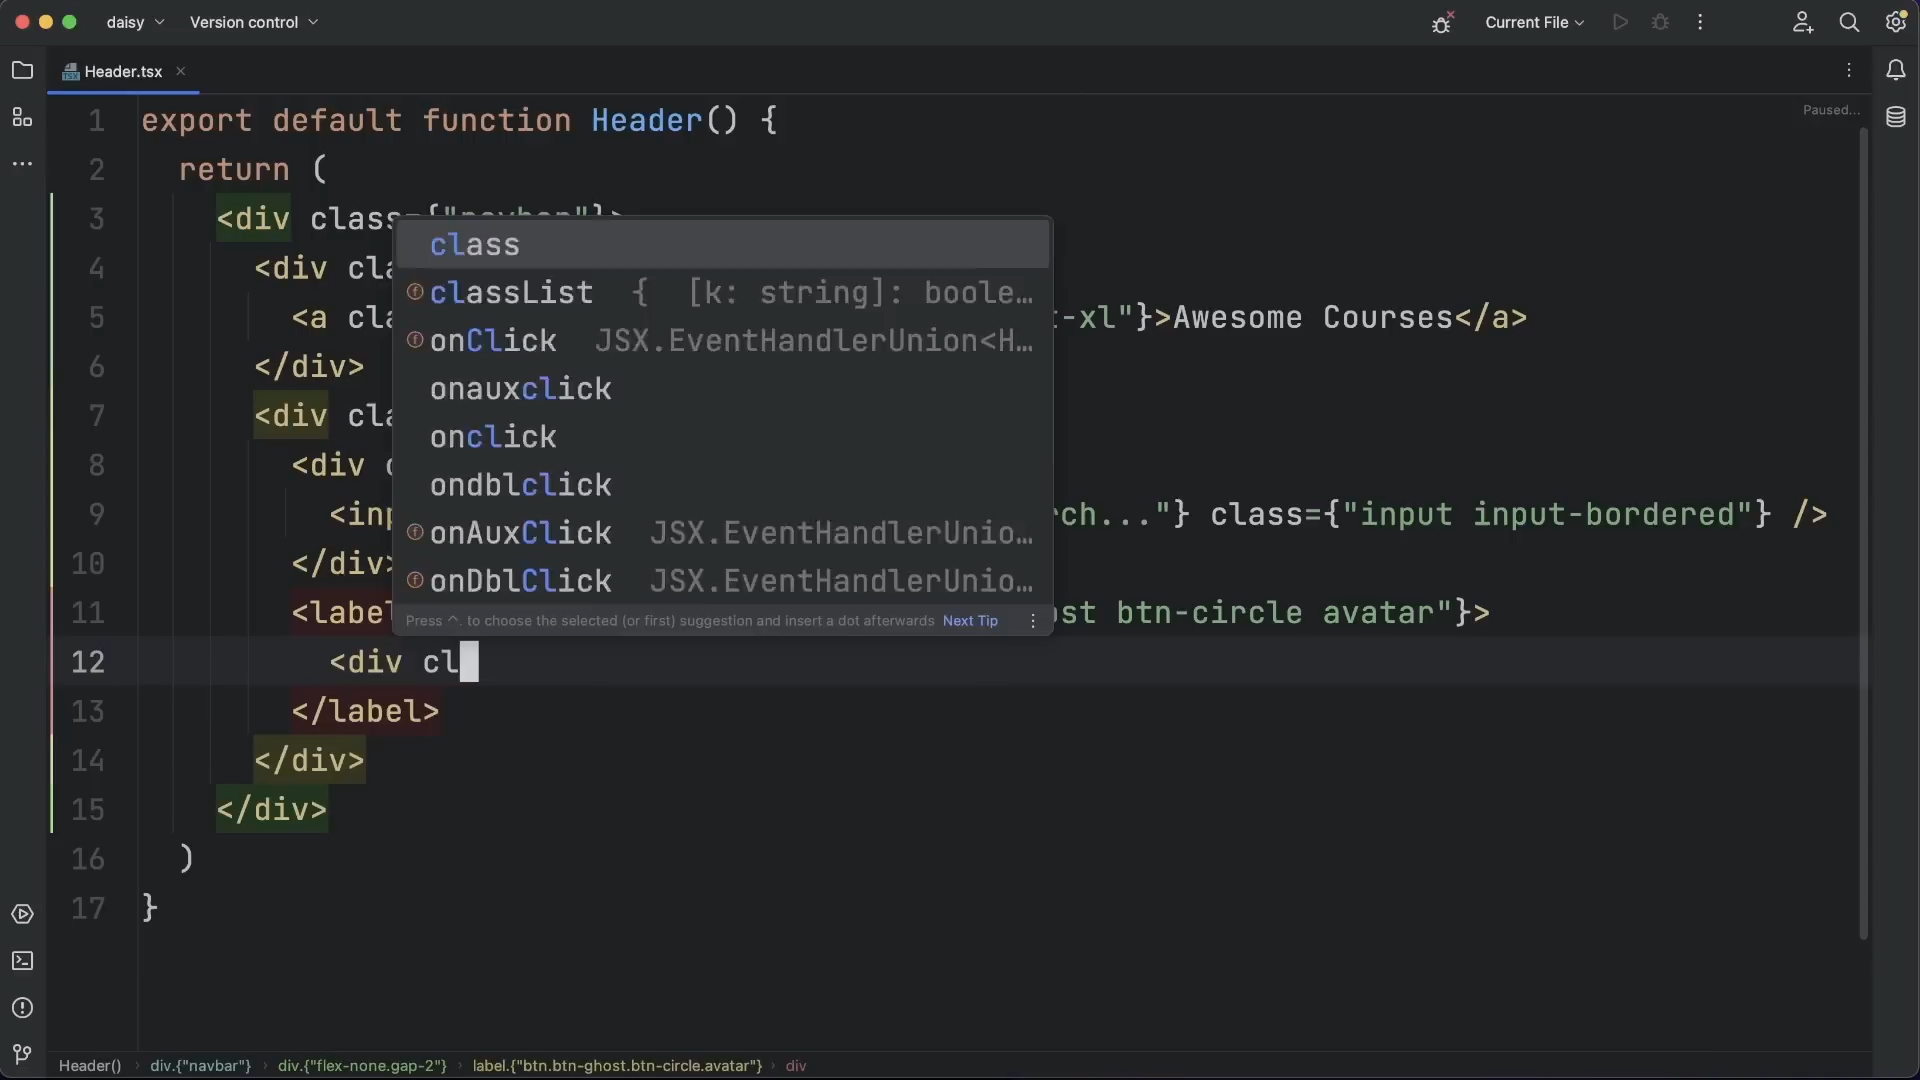 daisy
Version control
Current File
Header.tsx
Paused...
1 export default function Header() {
2 return (
3 <div class={"navbar"}>
4 <div cla
5 <a cla t-xl"}>Awesome Courses</a>
6 </div>
7 <div cla
8 <div c
9 <inp rch..."} class={"input input-bordered"} />
10 </div>
11 <label ost btn-circle avatar"}>
12 <div cl
13 </label>
14 </div>
15 </div>
16 )
17 }
class
classList { [k: string]: boole…
onClick JSX.EventHandlerUnion<H…
onauxclick
onclick
ondblclick
onAuxClick JSX.EventHandlerUnio…
onDblClick JSX.EventHandlerUnio…
Press ^. to choose the selected (or first) suggestion and insert a dot afterwards Next Tip
Header() › div.{"navbar"} › div.{"flex-none.gap-2"} › label.{"btn.btn-ghost.btn-circle.avatar"} › div